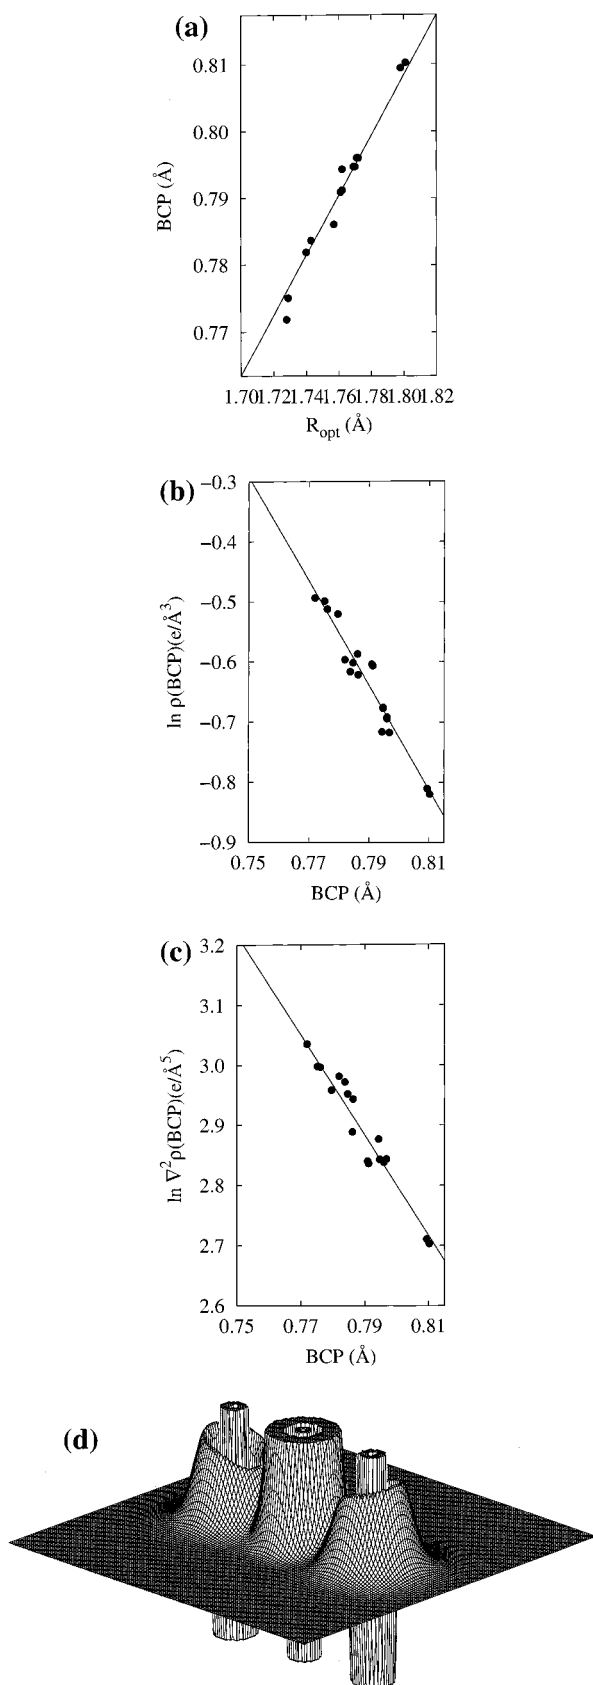 (a)
0.81
0.80
0.79
0.78
0.77
BCP (Å)
1.70 1.72 1.74 1.76 1.78 1.80 1.82
R_opt (Å)
(b)
−0.3
−0.4
−0.5
−0.6
−0.7
−0.8
−0.9
ln ρ(BCP)(e/Å³)
0.75 0.77 0.79 0.81
BCP (Å)
(c)
3.2
3.1
3.0
2.9
2.8
2.7
2.6
ln ∇²ρ(BCP)(e/Å⁵)
0.75 0.77 0.79 0.81
BCP (Å)
(d)